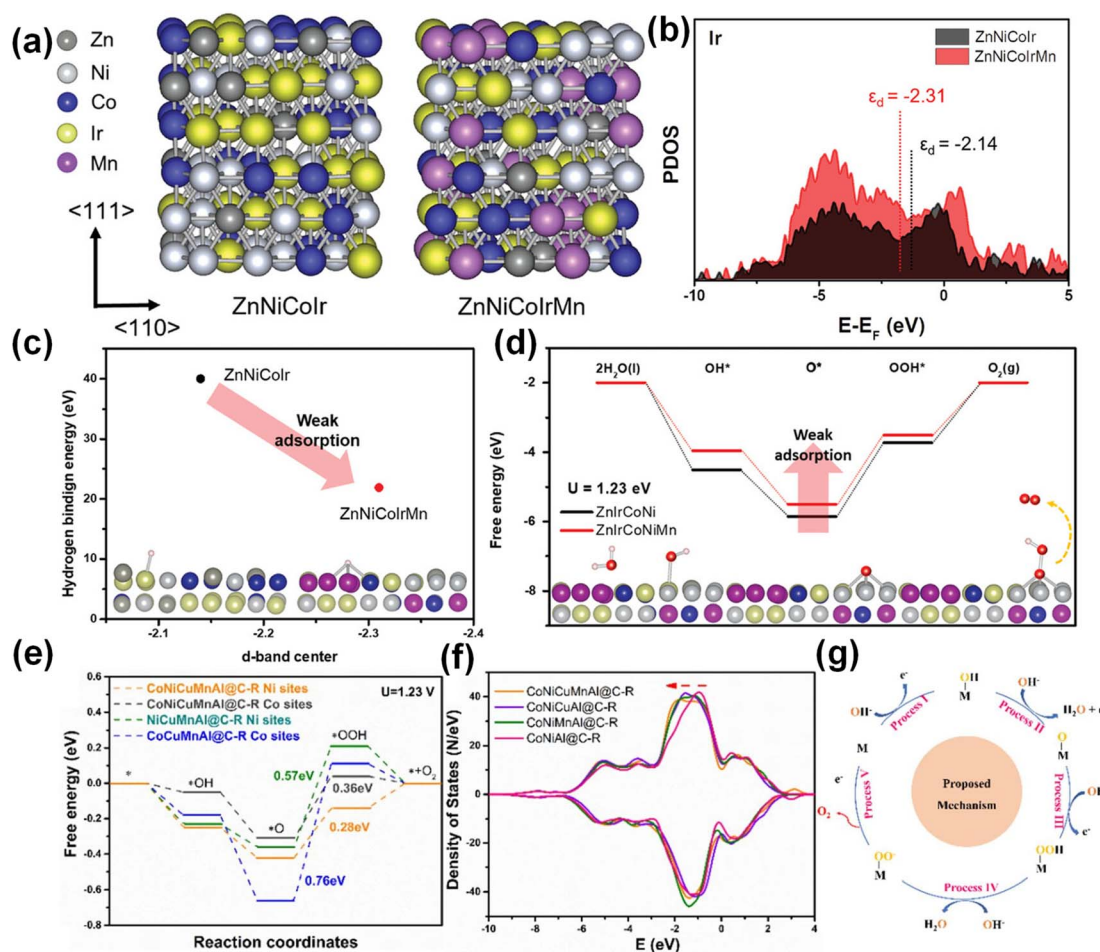 (a)
Zn
Ni
Co
Ir
Mn
<111>
<110>
ZnNiCoIr
ZnNiCoIrMn
(b)
Ir
ZnNiCoIr
ZnNiCoIrMn
εd = -2.31
εd = -2.14
PDOS
-10
-5
0
5
E-EF (eV)
(c)
Hydrogen bindign energy (eV)
40
30
20
10
0
ZnNiCoIr
Weak
adsorption
ZnNiCoIrMn
-2.1
-2.2
-2.3
-2.4
d-band center
(d)
Free energy (eV)
-2
-4
-6
-8
2H2O(l)
OH*
O*
OOH*
O2(g)
Weak
adsorption
U = 1.23 eV
ZnIrCoNi
ZnIrCoNiMn
(e)
Free energy (eV)
0.8
0.6
0.4
0.2
0.0
-0.2
-0.4
-0.6
-0.8
CoNiCuMnAl@C-R Ni sites
CoNiCuMnAl@C-R Co sites
NiCuMnAl@C-R Ni sites
CoCuMnAl@C-R Co sites
U=1.23 V
*
*OH
*O
*OOH
*+O2
0.57eV
0.36eV
0.28eV
0.76eV
Reaction coordinates
(f)
Density of States (N/eV)
40
20
0
-20
-40
CoNiCuMnAl@C-R
CoNiCuAl@C-R
CoNiMnAl@C-R
CoNiAl@C-R
-10
-8
-6
-4
-2
0
2
4
E (eV)
(g)
e-
OH-
Process I
OH
M
OH-
Process II
H2O + e
O
M
Process III
OH
e-
OOH
M
Process IV
H2O
OH-
OO-
M
Process V
O2
e-
M
Proposed
Mechanism